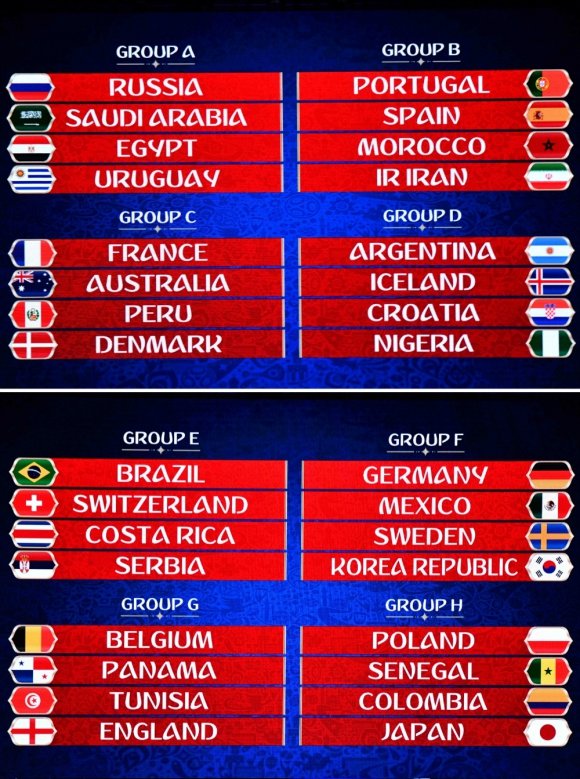 GROUP A
RUSSIA
SAUDI ARABIA
EGYPT
URUGUAY
GROUP B
PORTUGAL
SPAIN
MOROCCO
IR IRAN
GROUP C
FRANCE
AUSTRALIA
PERU
DENMARK
GROUP D
ARGENTINA
ICELAND
CROATIA
NIGERIA
GROUP E
BRAZIL
SWITZERLAND
COSTA RICA
SERBIA
GROUP F
GERMANY
MEXICO
SWEDEN
KOREA REPUBLIC
GROUP G
BELGIUM
PANAMA
TUNISIA
ENGLAND
GROUP H
POLAND
SENEGAL
COLOMBIA
JAPAN